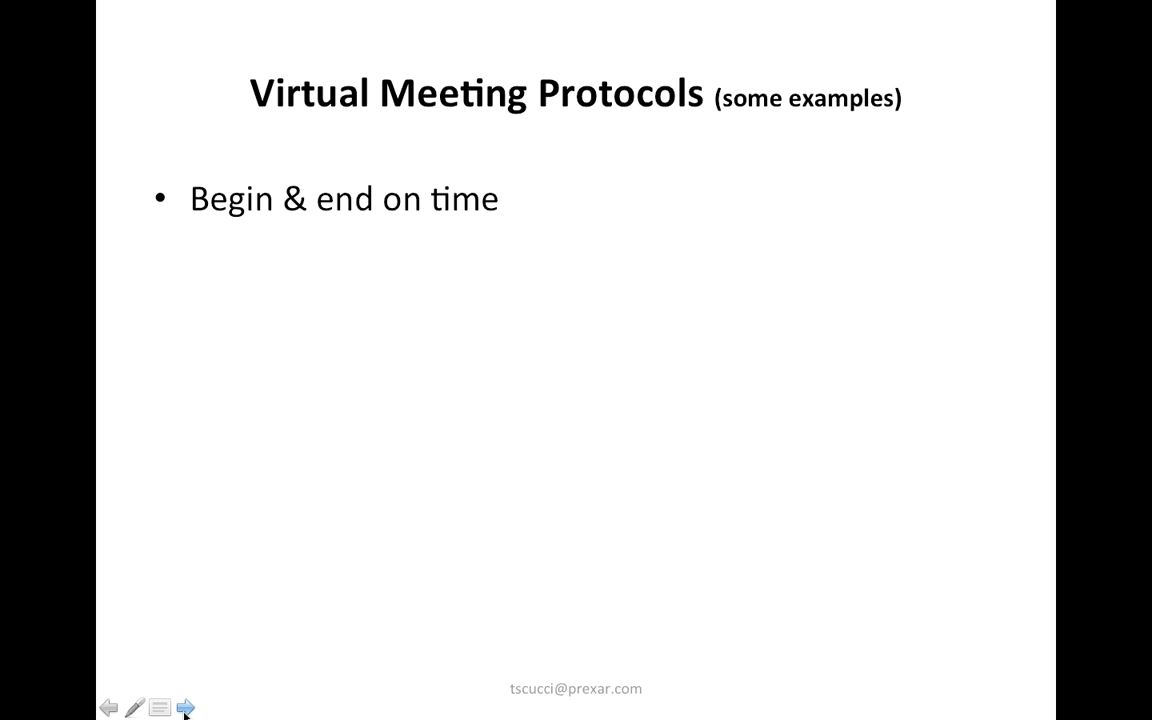 Virtual Meeting Protocols (some examples)
• Begin & end on time
tscucci@prexar.com